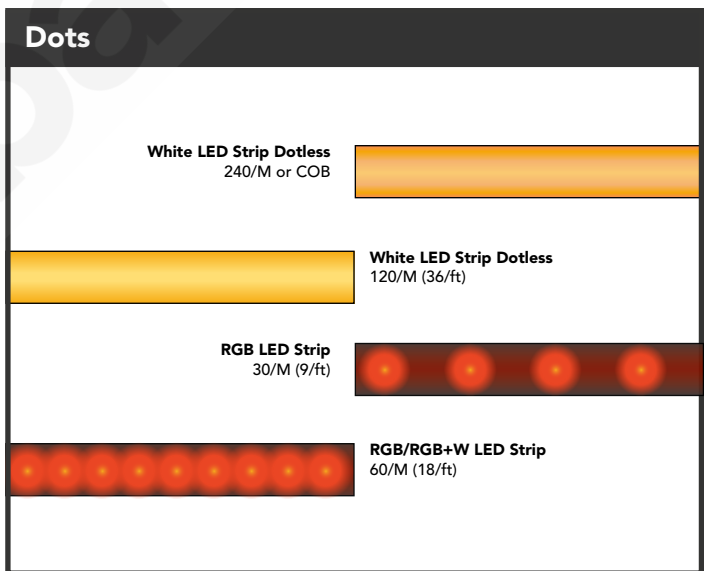 Dots
White LED Strip Dotless
240/M or COB
White LED Strip Dotless
120/M (36/ft)
RGB LED Strip
30/M (9/ft)
RGB/RGB+W LED Strip
60/M (18/ft)